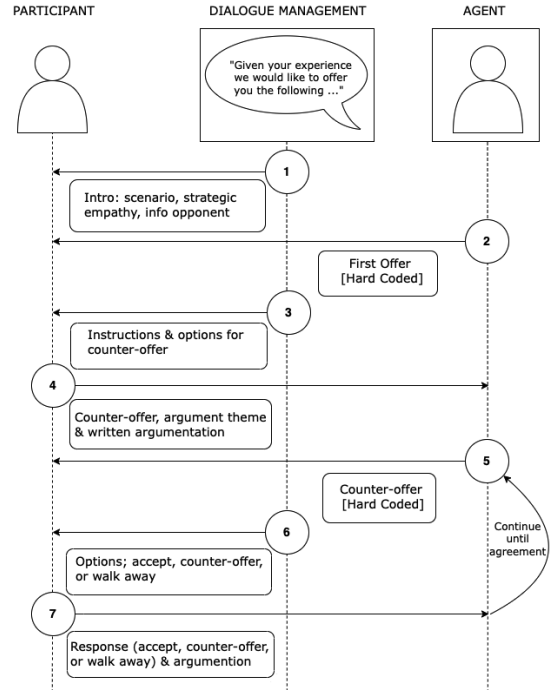 PARTICIPANT
DIALOGUE MANAGEMENT
AGENT
"Given your experience
we would like to offer
you the following ..."
1
Intro: scenario, strategic
empathy, info opponent
2
First Offer
[Hard Coded]
3
Instructions & options for
counter-offer
4
Counter-offer, argument theme
& written argumentation
5
Counter-offer
[Hard Coded]
6
Continue
until
agreement
Options; accept, counter-offer,
or walk away
7
Response (accept, counter-offer,
or walk away) & argumention